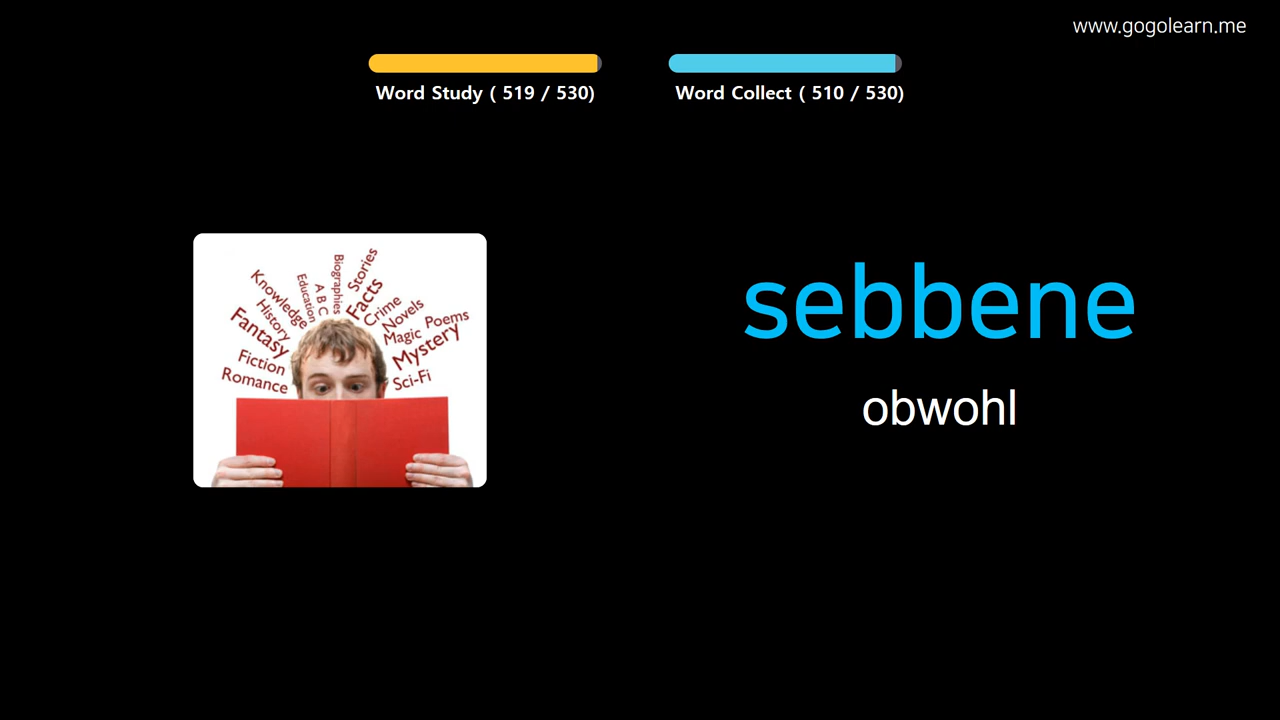 www.gogolearn.me
Word Study ( 519 / 530)
Word Collect ( 510 / 530)
Knowledge
History
Fantasy
Fiction
Romance
Education
A B C
Biographies
Stories
Facts
Crime
Novels
Magic
Poems
Mystery
Sci-Fi
sebbene
obwohl